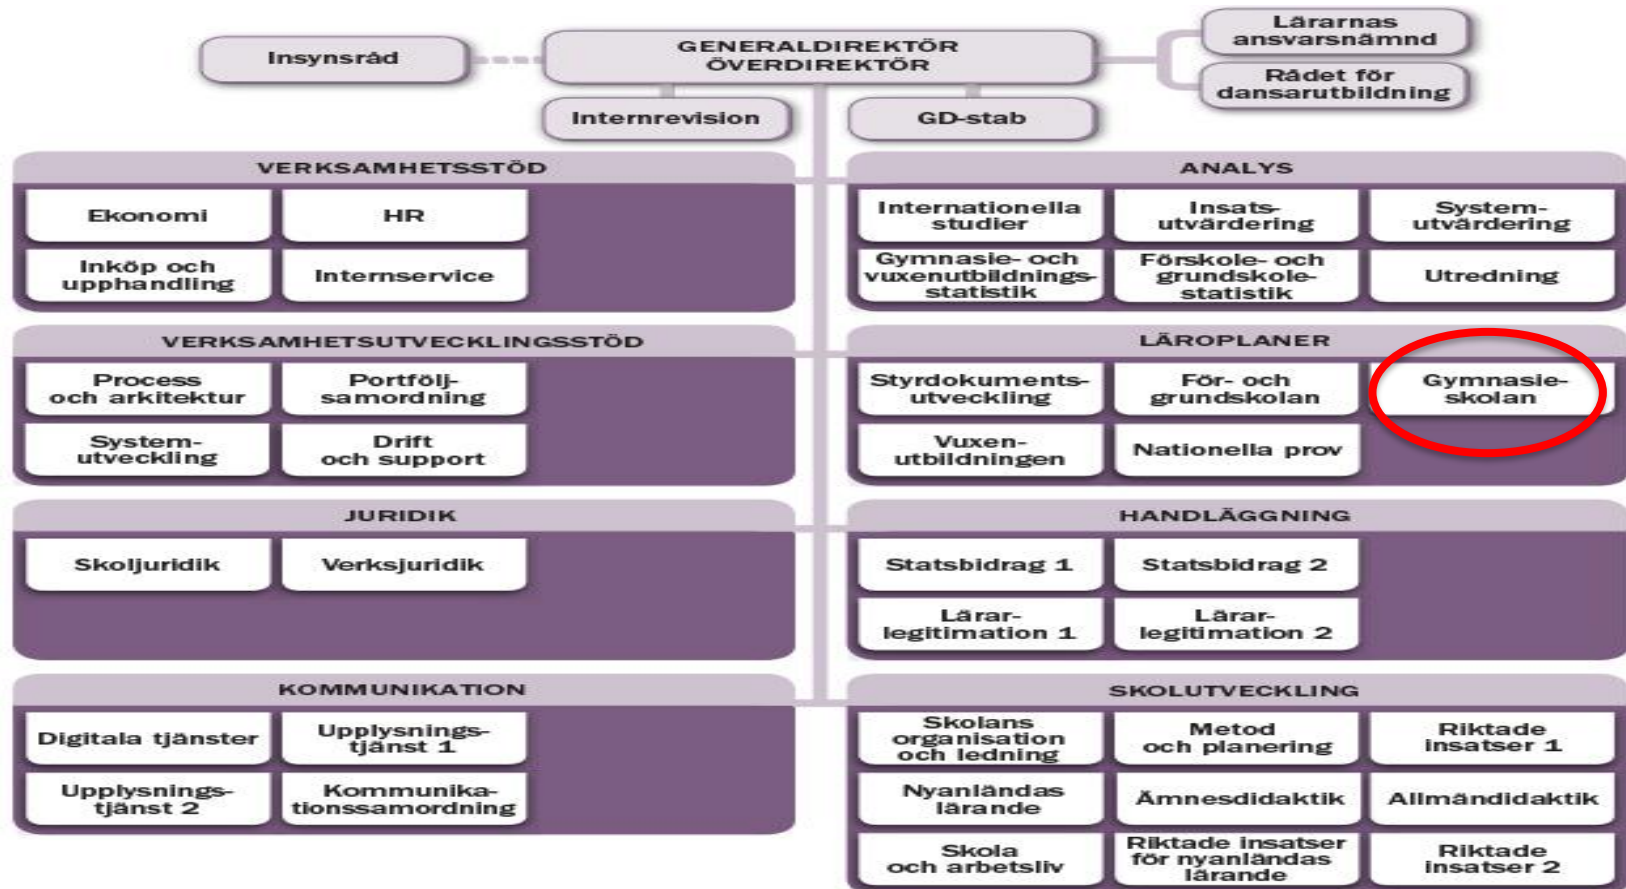 Insynsråd
GENERALDIREKTÖR
ÖVERDIREKTÖR
Lärarnas
ansvarsnämnd
Rådet för
dansarutbildning
Internrevision
GD-stab
VERKSAMHETSSTÖD
Ekonomi
HR
Inköp och
upphandling
Internservice
ANALYS
Internationella
studier
Insats-
utvärdering
System-
utvärdering
Gymnasie- och
vuxenutbildnings-
statistik
Förskole- och
grundskole-
statistik
Utredning
VERKSAMHETSUTVECKLINGSSTÖD
Process
och arkitektur
Portfölj-
samordning
System-
utveckling
Drift
och support
LÄROPLANER
Styrdokuments-
utveckling
För- och
grundskolan
Gymnasie-
skolan
Vuxen-
utbildningen
Nationella prov
JURIDIK
Skoljuridik
Verksjuridik
HANDLÄGGNING
Statsbidrag 1
Statsbidrag 2
Lärar-
legitimation 1
Lärar-
legitimation 2
KOMMUNIKATION
Digitala tjänster
Upplysnings-
tjänst 1
Upplysnings-
tjänst 2
Kommunika-
tionssamordning
SKOLUTVECKLING
Skolans
organisation
och ledning
Metod
och planering
Riktade
insatser 1
Nyanländas
lärande
Ämnesdidaktik
Allmändidaktik
Skola
och arbetsliv
Riktade insatser
för nyanländas
lärande
Riktade
insatser 2